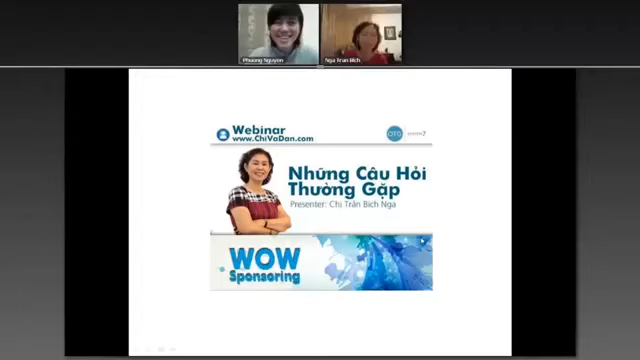 Phuong Nguyen
Nga Tran Bich
Webinar
www.ChiVaDan.com
OTG
Những Câu Hỏi
Thường Gặp
Presenter: Chị Trần Bích Nga
WOW
Sponsoring